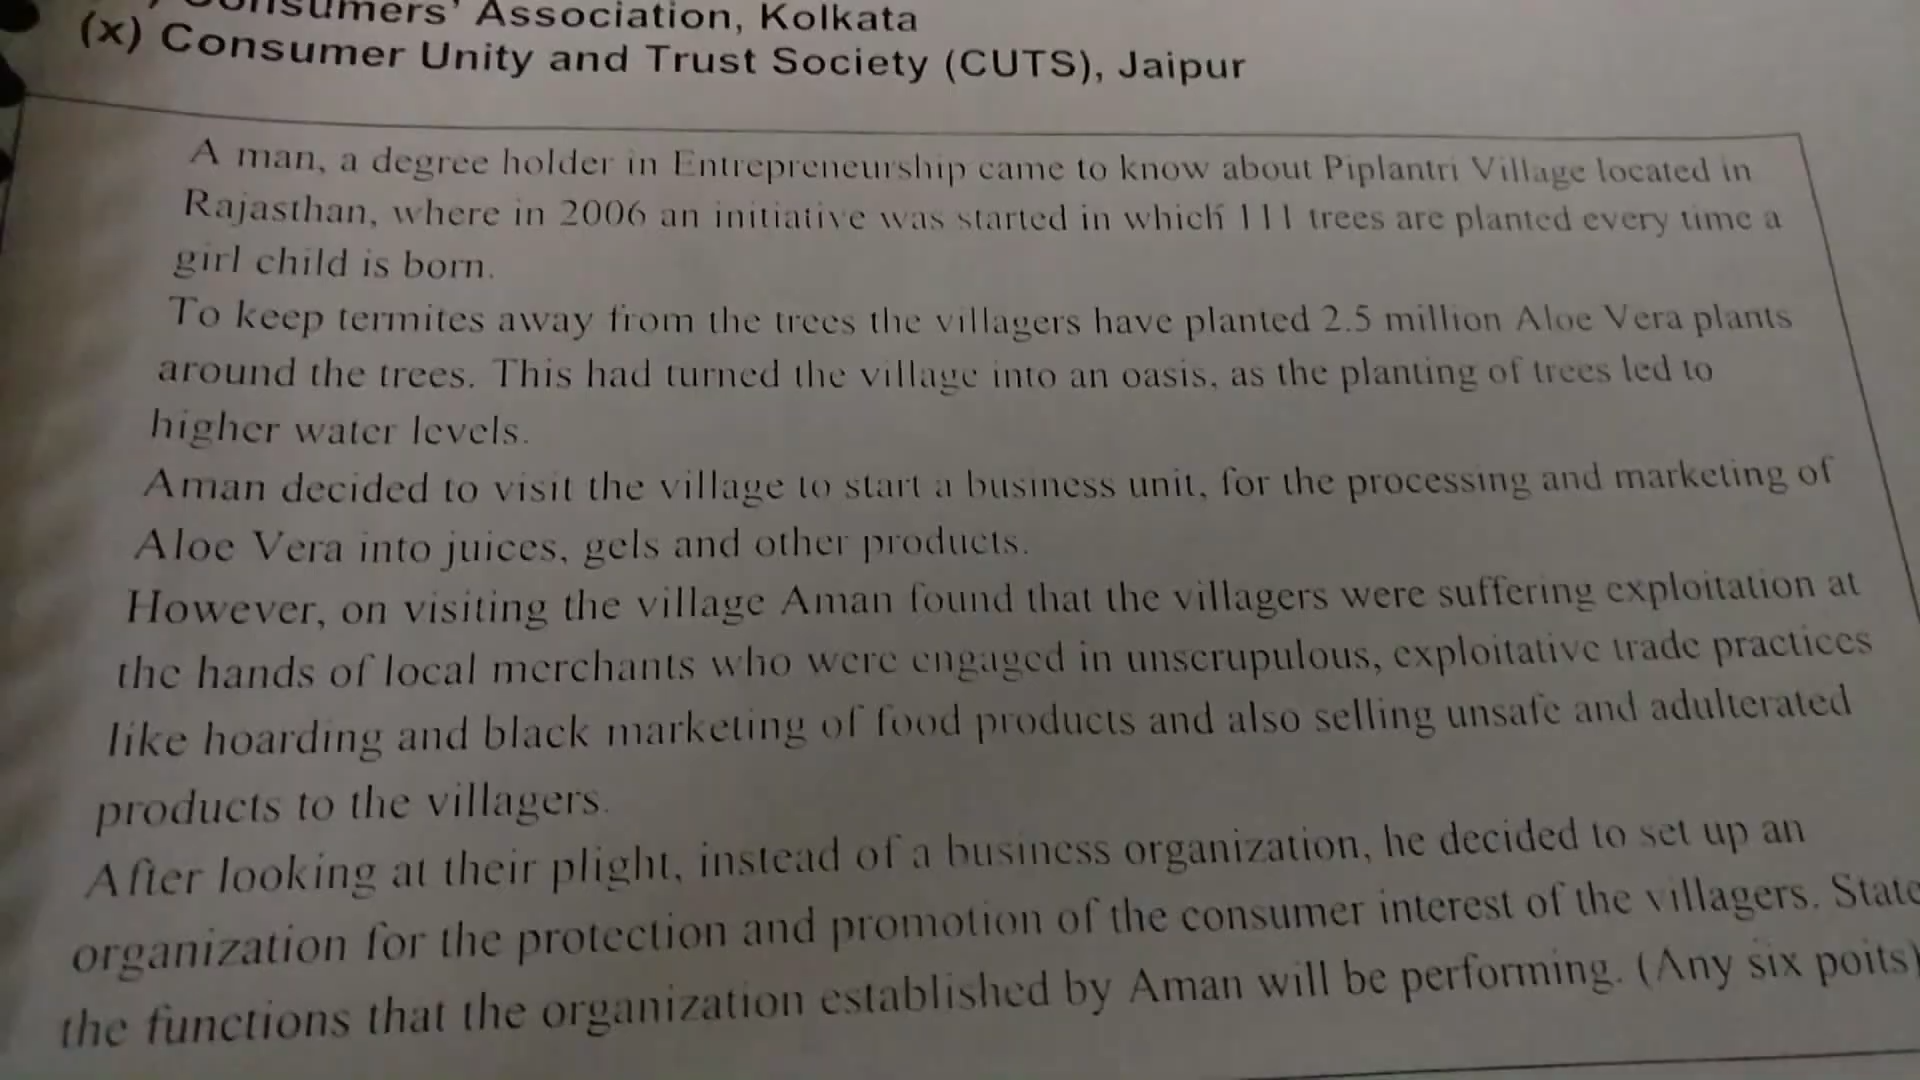 Consumers' Association, Kolkata
(x) Consumer Unity and Trust Society (CUTS), Jaipur
A man, a degree holder in Entrepreneurship came to know about Piplantri Village located in
Rajasthan, where in 2006 an initiative was started in which 111 trees are planted every time a
girl child is born.
To keep termites away from the trees the villagers have planted 2.5 million Aloe Vera plants
around the trees. This had turned the village into an oasis, as the planting of trees led to
higher water levels.
Aman decided to visit the village to start a business unit, for the processing and marketing of
Aloe Vera into juices, gels and other products.
However, on visiting the village Aman found that the villagers were suffering exploitation at
the hands of local merchants who were engaged in unscrupulous, exploitative trade practices
like hoarding and black marketing of food products and also selling unsafe and adulterated
products to the villagers.
After looking at their plight, instead of a business organization, he decided to set up an
organization for the protection and promotion of the consumer interest of the villagers. State
the functions that the organization established by Aman will be performing. (Any six poits)